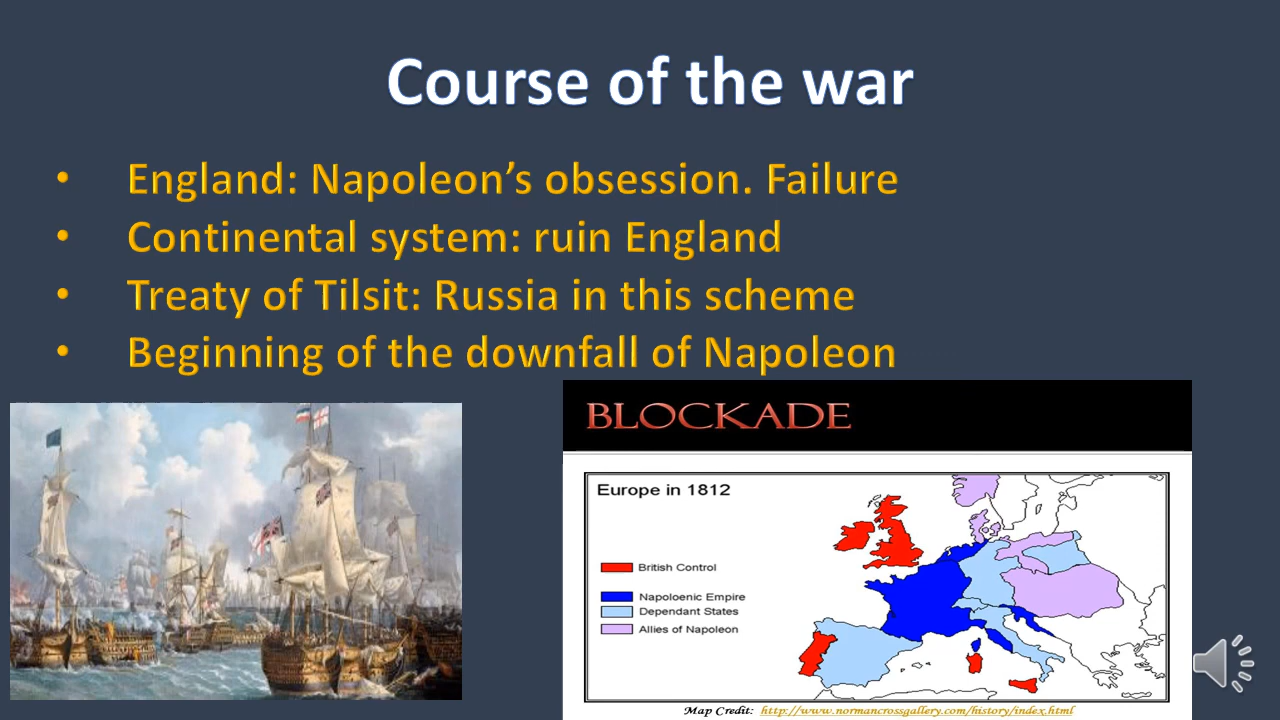 Course of the war
• England: Napoleon's obsession. Failure
• Continental system: ruin England
• Treaty of Tilsit: Russia in this scheme
• Beginning of the downfall of Napoleon
BLOCKADE
Europe in 1812
British Control
Napoloenic Empire
Dependant States
Allies of Napoleon
Map Credit: http://www.normancrossgallery.com/history/index.html